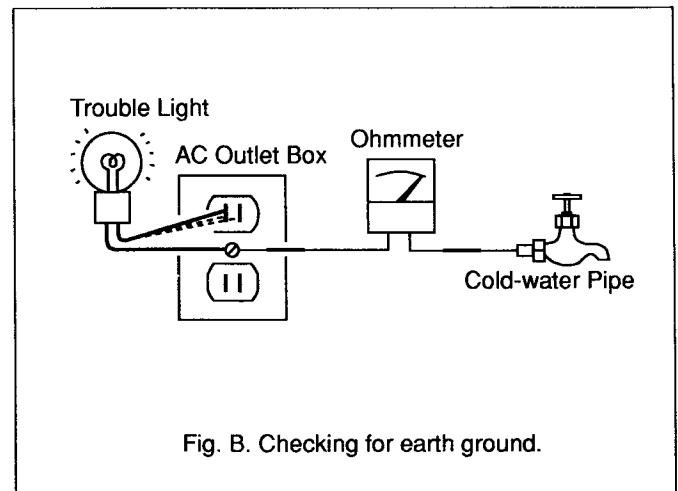 Trouble Light
AC Outlet Box
Ohmmeter
Cold-water Pipe
Fig. B. Checking for earth ground.